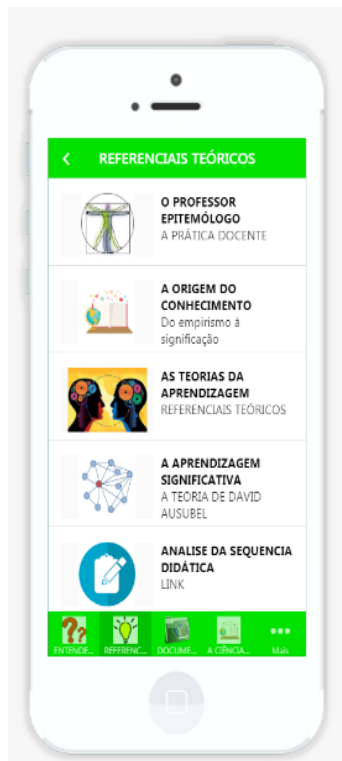 REFERENCIAIS TEÓRICOS
O PROFESSOR
EPITEMÓLOGO
A PRÁTICA DOCENTE
A ORIGEM DO
CONHECIMENTO
Do empirismo à
significação
AS TEORIAS DA
APRENDIZAGEM
REFERENCIAIS TEÓRICOS
A APRENDIZAGEM
SIGNIFICATIVA
A TEORIA DE DAVID
AUSUBEL
ANALISE DA SEQUENCIA
DIDÁTICA
LINK
ENTENDE... REFERENC... DOCUME... A CIÊNCIA... Mais